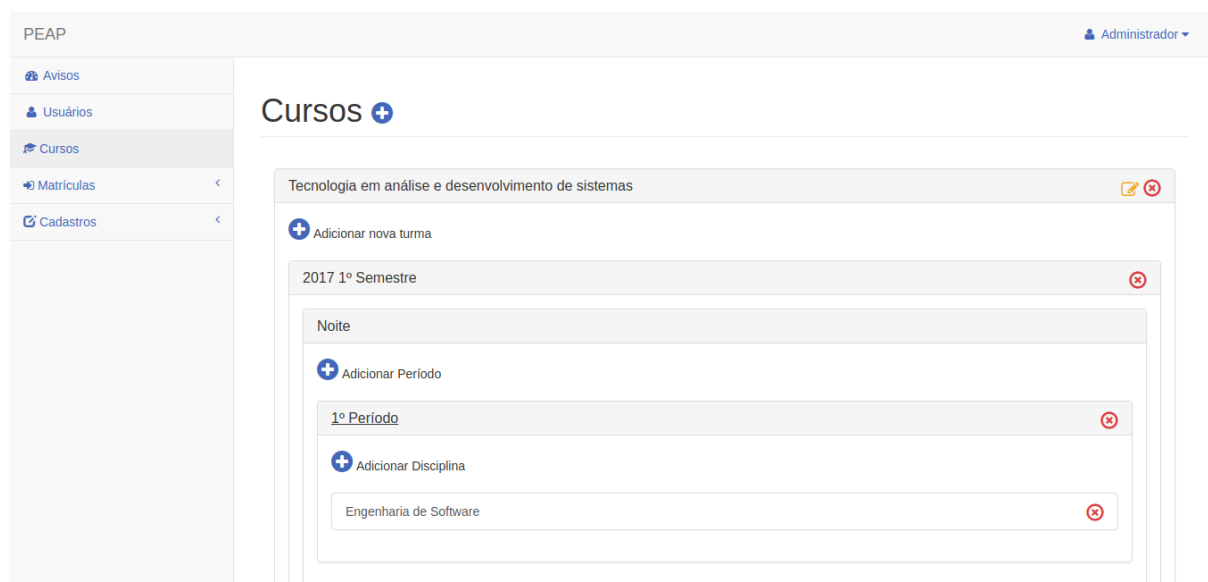 PEAP
Administrador
Avisos
Usuários
Cursos
Matrículas
Cadastros
Cursos
Tecnologia em análise e desenvolvimento de sistemas
Adicionar nova turma
2017 1º Semestre
Noite
Adicionar Período
1º Período
Adicionar Disciplina
Engenharia de Software